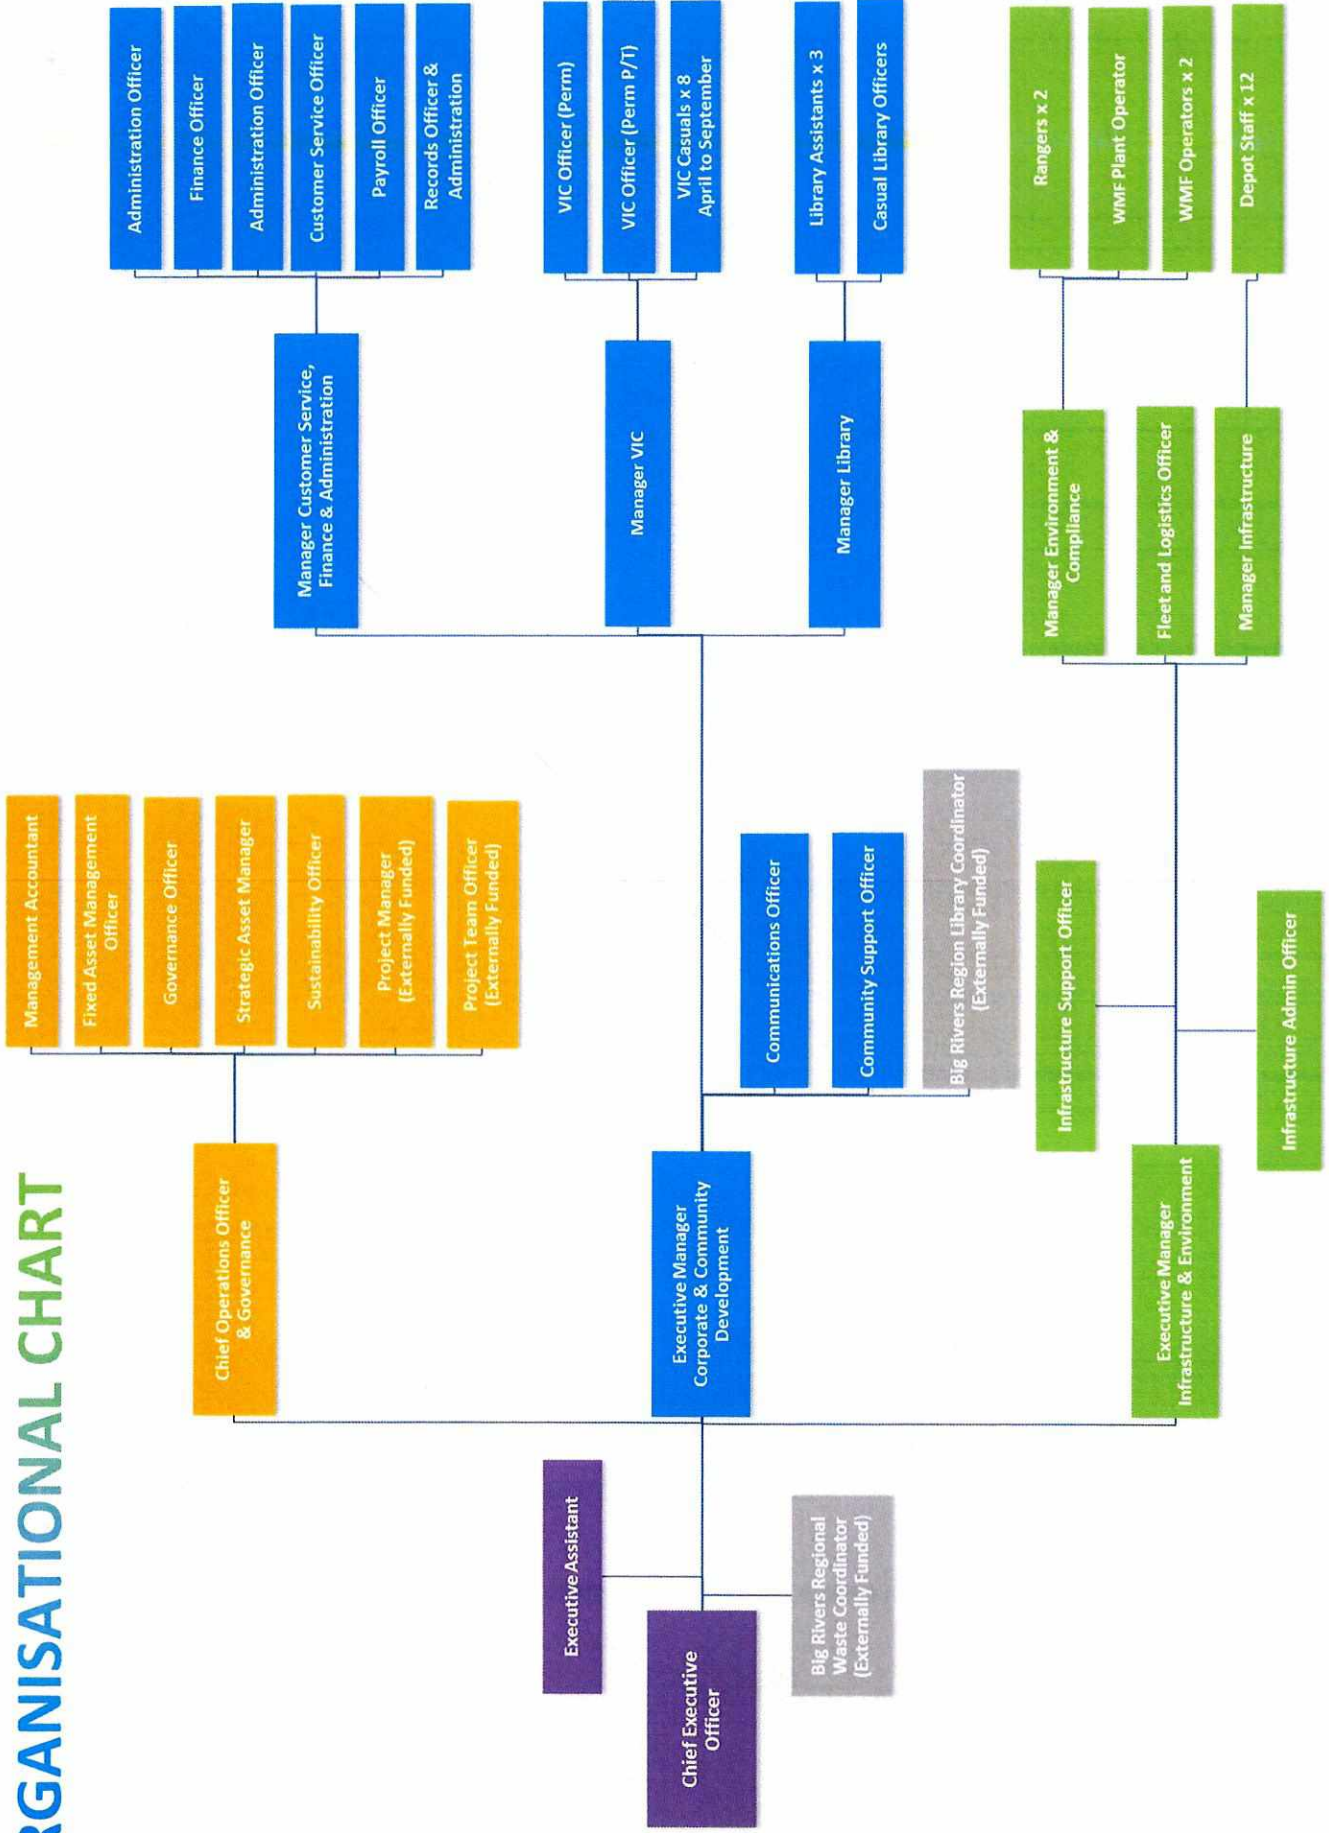 RGANISATIONAL CHART
Chief Executive
Officer
Executive Assistant
Big Rivers Regional
Waste Coordinator
(Externally Funded)
Chief Operations Officer
& Governance
Management Accountant
Fixed Asset Management
Officer
Governance Officer
Strategic Asset Manager
Sustainability Officer
Project Manager
(Externally Funded)
Project Team Officer
(Externally Funded)
Executive Manager
Corporate & Community
Development
Communications Officer
Community Support Officer
Big Rivers Region Library Coordinator
(Externally Funded)
Manager Customer Service,
Finance & Administration
Administration Officer
Finance Officer
Administration Officer
Customer Service Officer
Payroll Officer
Records Officer &
Administration
Manager VIC
VIC Officer (Perm)
VIC Officer (Perm P/T)
VIC Casuals x 8
April to September
Manager Library
Library Assistants x 3
Casual Library Officers
Executive Manager
Infrastructure & Environment
Infrastructure Support Officer
Infrastructure Admin Officer
Manager Environment &
Compliance
Fleet and Logistics Officer
Manager Infrastructure
Rangers x 2
WMF Plant Operator
WMF Operators x 2
Depot Staff x 12